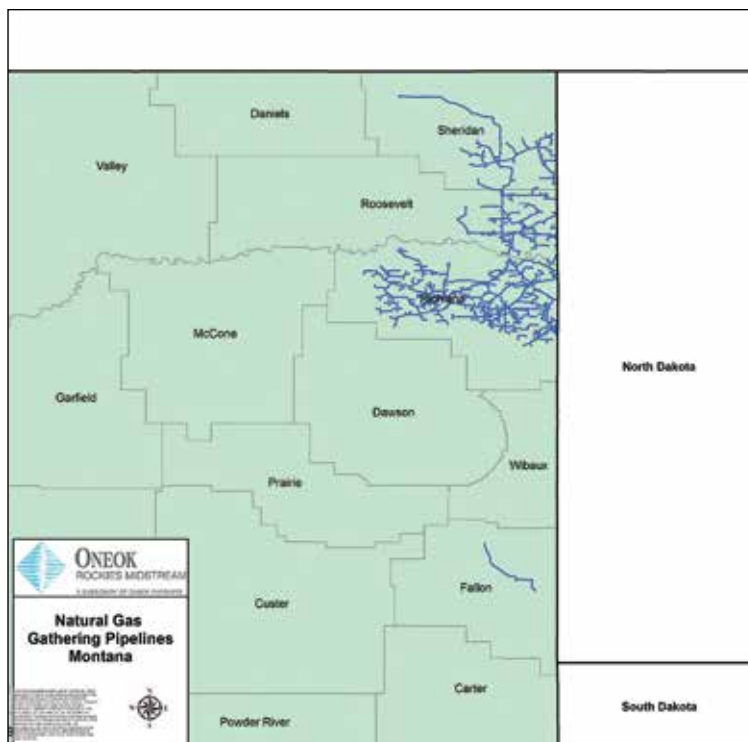 Daniels
Sheridan
Valley
Roosevelt
Richland
McCone
North Dakota
Garfield
Dawson
Wibaux
Prairie
ONEOK
ROCKIES MIDSTREAM
Fallon
Custer
Natural Gas
Gathering Pipelines
Montana
Carter
South Dakota
Powder River
N
W
E
S